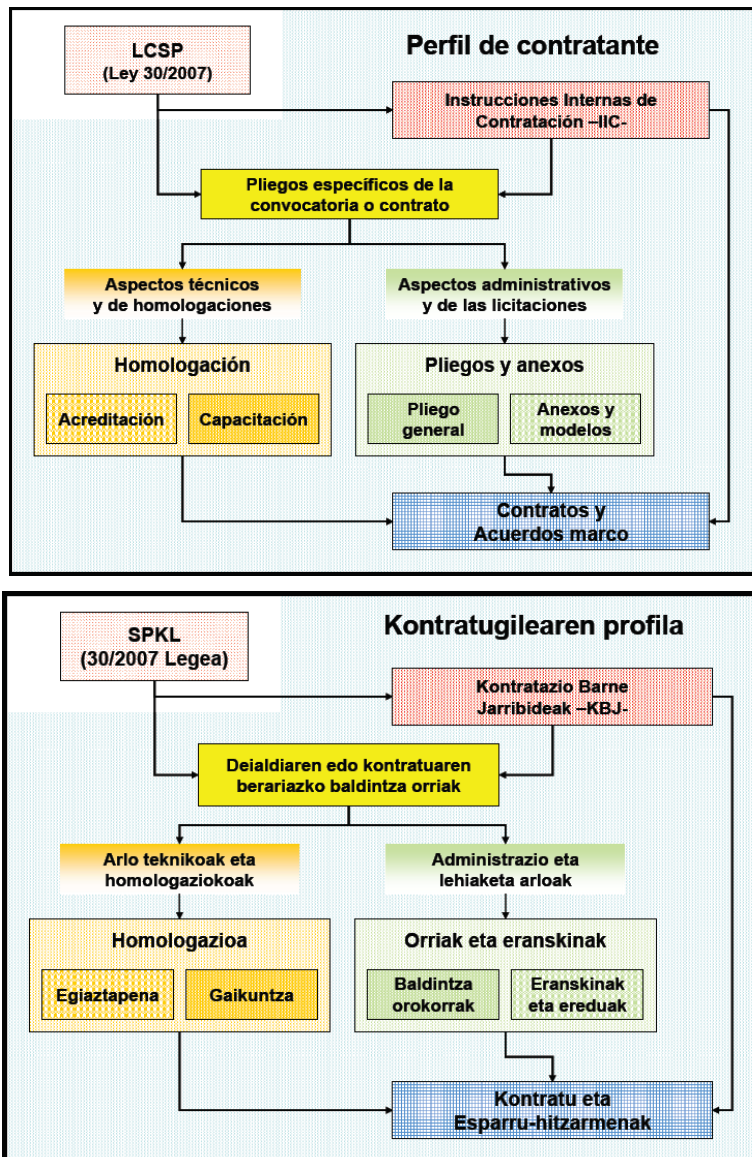 LCSP
(Ley 30/2007)
Perfil de contratante
Instrucciones Internas de
Contratación –IIC-
Pliegos específicos de la
convocatoria o contrato
Aspectos técnicos
y de homologaciones
Aspectos administrativos
y de las licitaciones
Homologación
Acreditación
Capacitación
Pliegos y anexos
Pliego
general
Anexos y
modelos
Contratos y
Acuerdos marco
SPKL
(30/2007 Legea)
Kontratugilearen profila
Kontratazio Barne
Jarribideak –KBJ-
Deialdiaren edo kontratuaren
berariazko baldintza orriak
Arlo teknikoak eta
homologaziokoak
Administrazio eta
lehiaketa arloak
Homologazioa
Egiaztapena
Gaikuntza
Orriak eta eranskinak
Baldintza
orokorrak
Eranskinak
eta ereduak
Kontratu eta
Esparru-hitzarmenak